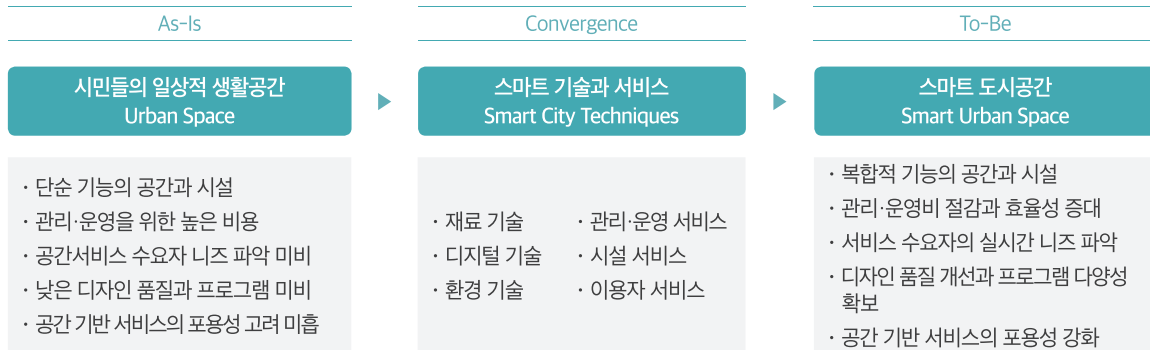 As-Is
시민들의 일상적 생활공간
Urban Space
· 단순 기능의 공간과 시설
· 관리·운영을 위한 높은 비용
· 공간서비스 수요자 니즈 파악 미비
· 낮은 디자인 품질과 프로그램 미비
· 공간 기반 서비스의 포용성 고려 미흡
Convergence
스마트 기술과 서비스
Smart City Techniques
· 재료 기술
· 디지털 기술
· 환경 기술
· 관리·운영 서비스
· 시설 서비스
· 이용자 서비스
To-Be
스마트 도시공간
Smart Urban Space
· 복합적 기능의 공간과 시설
· 관리·운영비 절감과 효율성 증대
· 서비스 수요자의 실시간 니즈 파악
· 디자인 품질 개선과 프로그램 다양성
확보
· 공간 기반 서비스의 포용성 강화